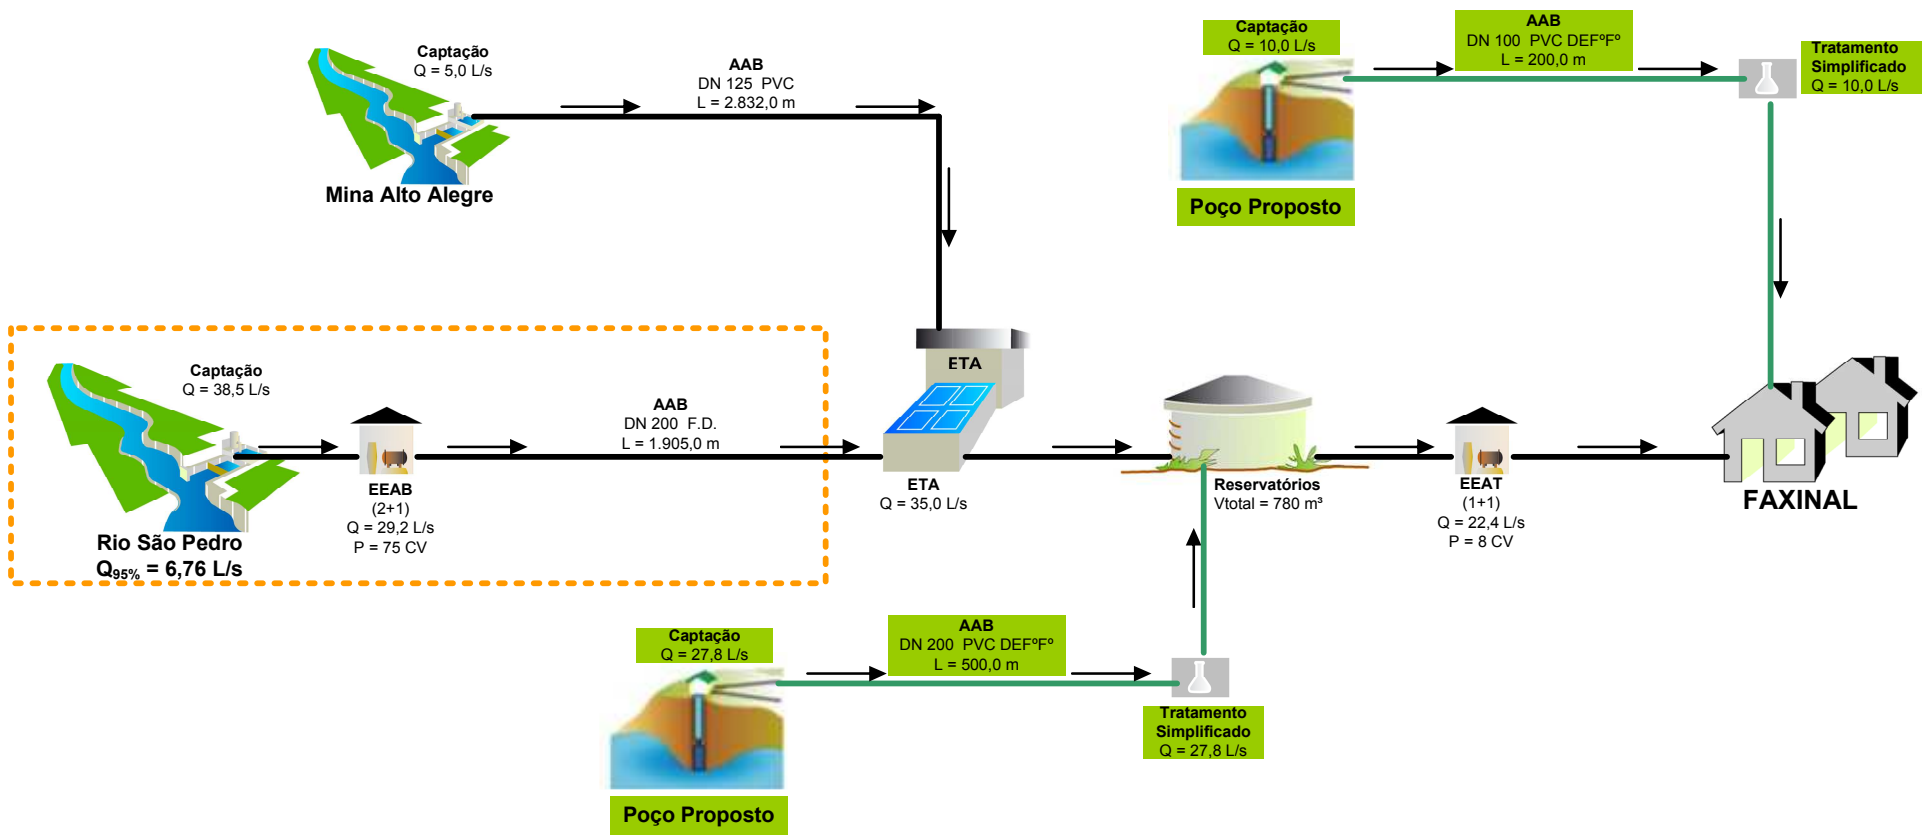 Captação
Q = 5,0 L/s
AAB
DN 125 PVC
L = 2.832,0 m
Mina Alto Alegre
Captação
Q = 10,0 L/s
AAB
DN 100 PVC DEFºFº
L = 200,0 m
Tratamento
Simplificado
Q = 10,0 L/s
Poço Proposto
Captação
Q = 38,5 L/s
AAB
DN 200 F.D.
L = 1.905,0 m
EEAB
(2+1)
Q = 29,2 L/s
P = 75 CV
Rio São Pedro
Q95% = 6,76 L/s
ETA
ETA
Q = 35,0 L/s
Reservatórios
Vtotal = 780 m³
EEAT
(1+1)
Q = 22,4 L/s
P = 8 CV
FAXINAL
Captação
Q = 27,8 L/s
AAB
DN 200 PVC DEFºFº
L = 500,0 m
Tratamento
Simplificado
Q = 27,8 L/s
Poço Proposto